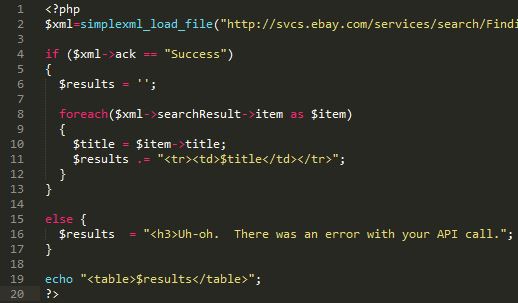 1 <?php
2 $xml=simplexml_load_file("http://svcs.ebay.com/services/search/Findi
3
4 if ($xml->ack == "Success")
5 {
6 $results = '';
7
8 foreach($xml->searchResult->item as $item)
9 {
10 $title = $item->title;
11 $results .= "<tr><td>$title</td></tr>";
12 }
13 }
14
15 else {
16 $results  = "<h3>Uh-oh.  There was an error with your API call.";
17 }
18
19 echo "<table>$results</table>";
20 ?>